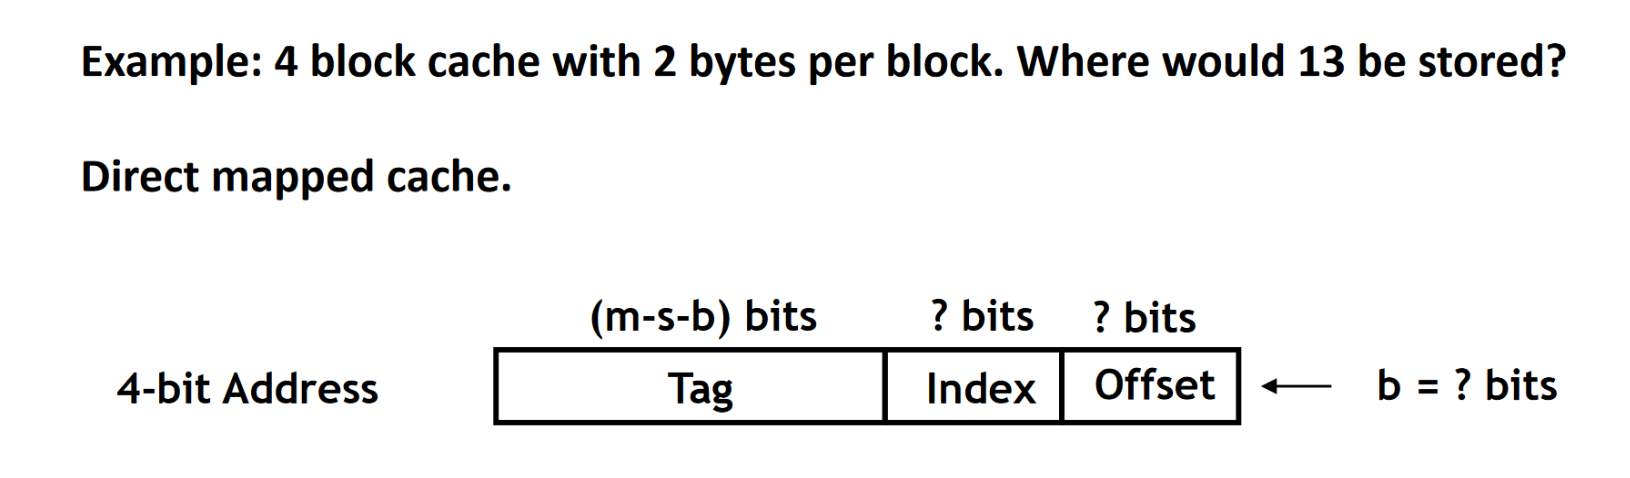 Example: 4 block cache with 2 bytes per block. Where would 13 be stored?
Direct mapped cache.
(m-s-b) bits ? bits ? bits
4-bit Address Tag Index Offset b = ? bits